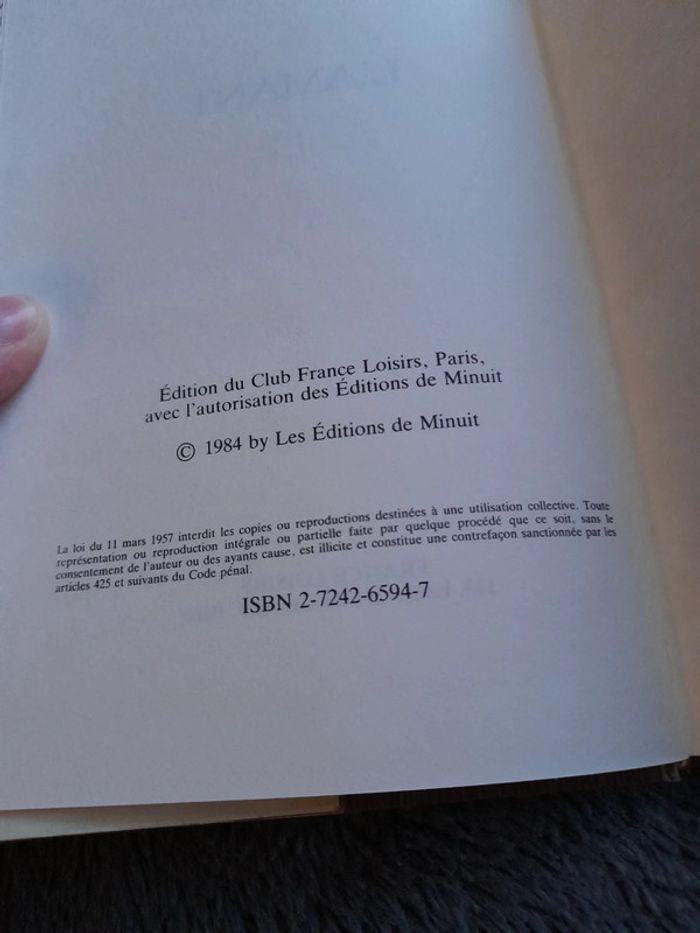 Édition du Club France Loisirs, Paris,
avec l'autorisation des Éditions de Minuit
© 1984 by Les Éditions de Minuit
La loi du 11 mars 1957 interdit les copies ou reproductions destinées à une utilisation collective. Toute
représentation ou reproduction intégrale ou partielle faite par quelque procédé que ce soit, sans le
consentement de l'auteur ou des ayants cause, est illicite et constitue une contrefaçon sanctionnée par les
articles 425 et suivants du Code pénal.
ISBN 2-7242-6594-7